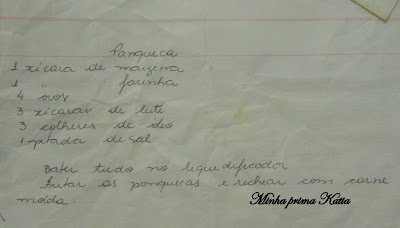 Panqueca
1 xícara de maizena
1 " farinha
4 ovos
3 xícaras de leite
3 colheres de óleo
1 pitada de sal
Bater tudo no liquidificador
Fritar as panquecas e rechear com carne
moída.
Minha prima Katia